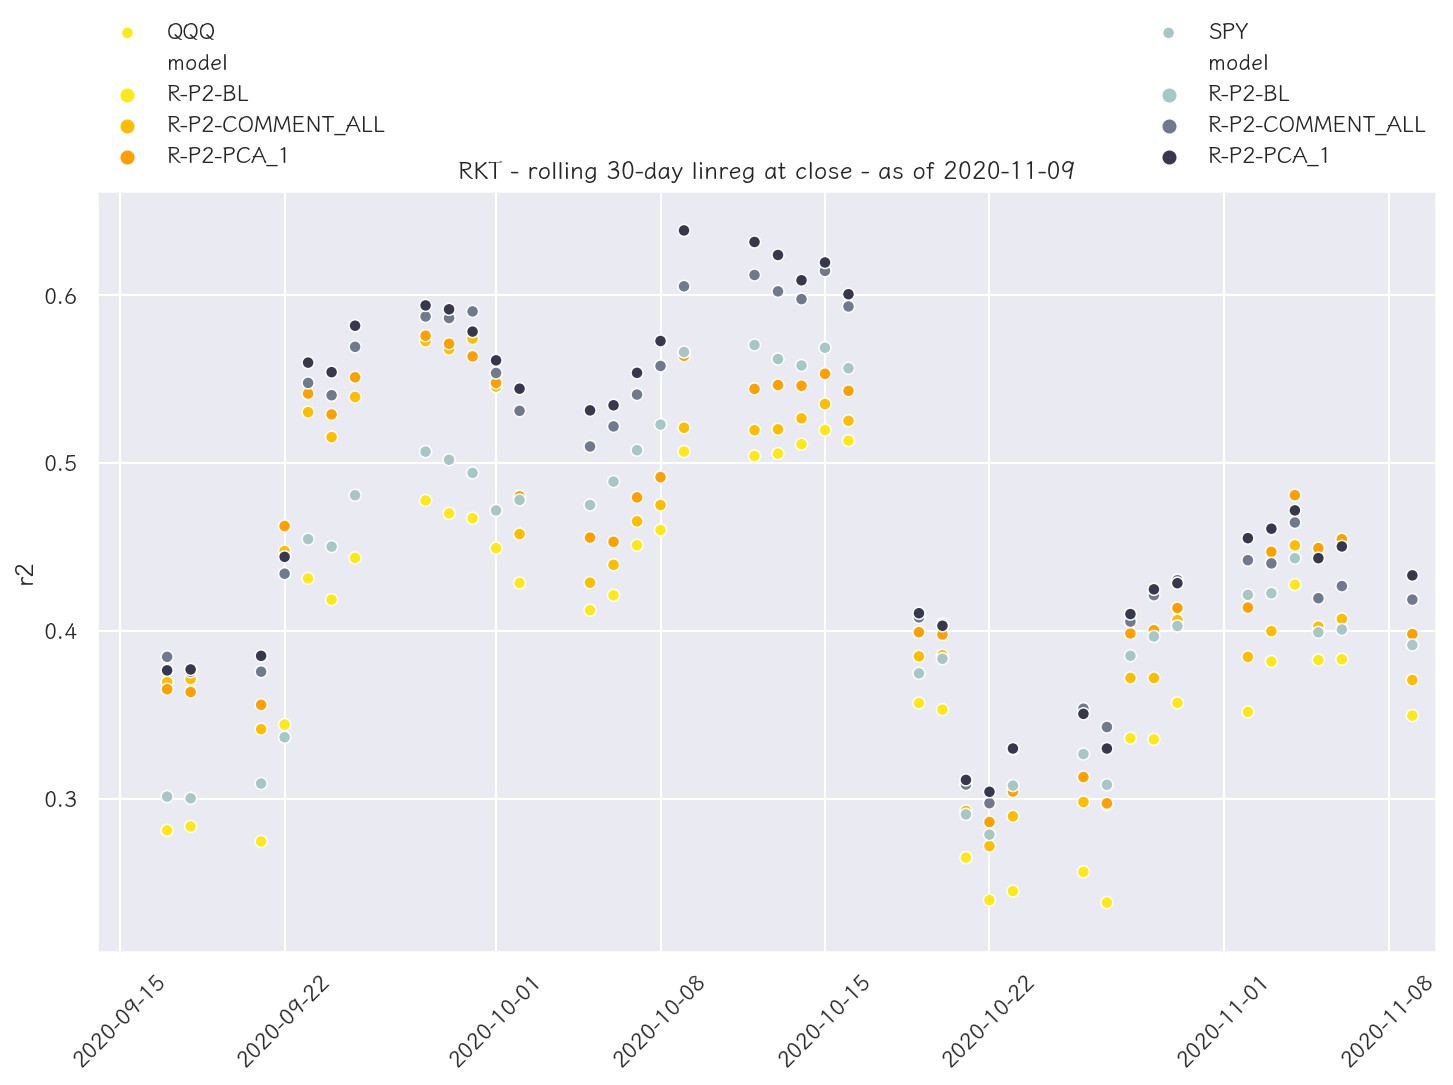 QQQ
model
R-P2-BL
R-P2-COMMENT_ALL
R-P2-PCA_1
SPY
model
R-P2-BL
R-P2-COMMENT_ALL
R-P2-PCA_1
RKT - rolling 30-day linreg at close - as of 2020-11-09
0.6
0.5
0.4
0.3
r2
2020-09-15
2020-09-22
2020-10-01
2020-10-08
2020-10-15
2020-10-22
2020-11-01
2020-11-08